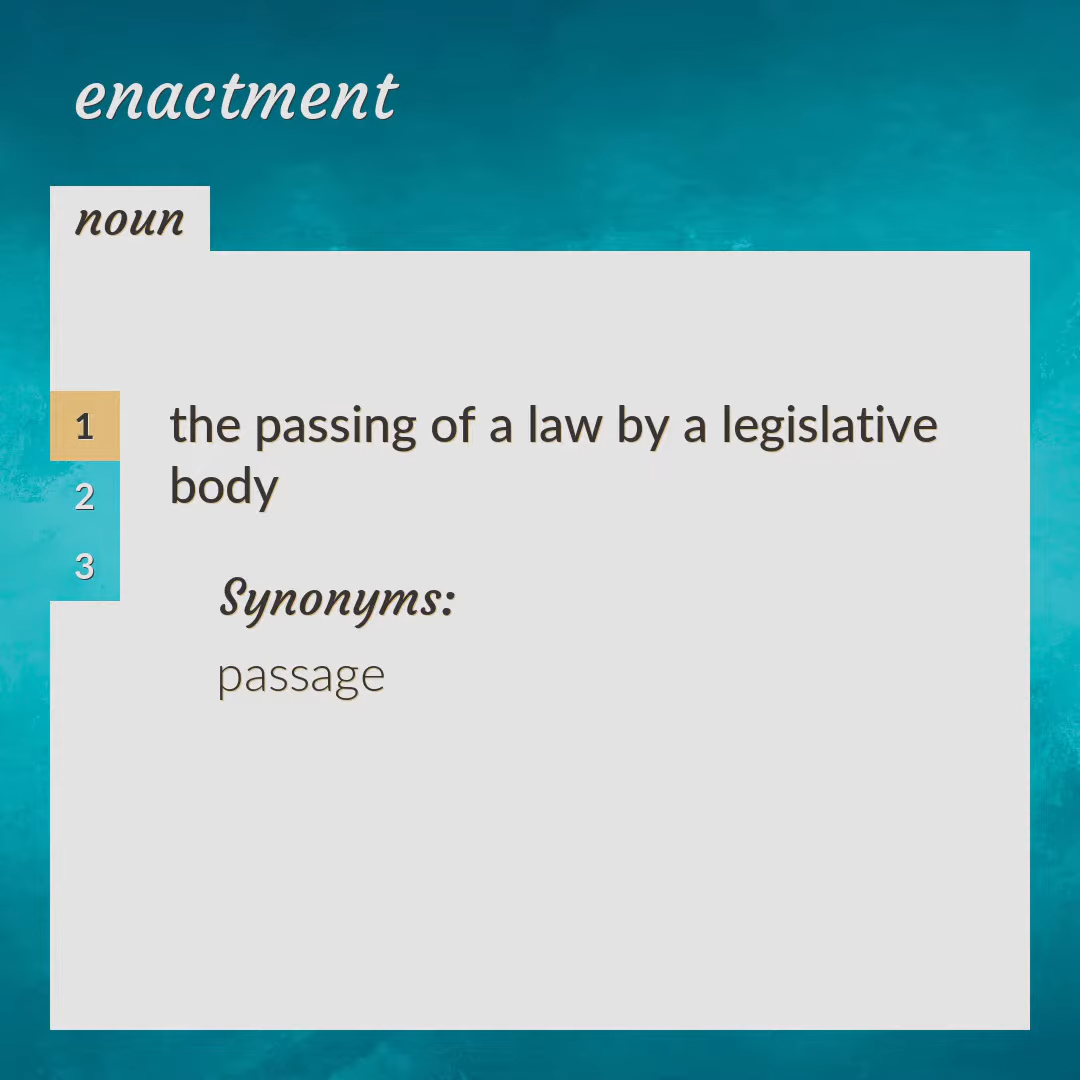 enactment
noun
1
the passing of a law by a legislative
body
2
3
Synonyms:
passage